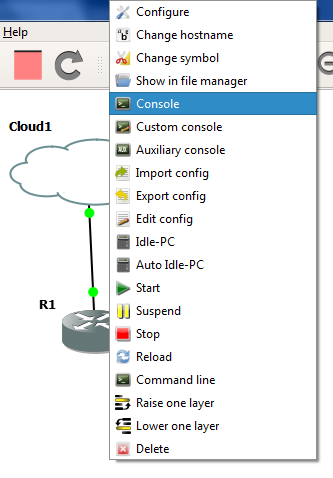 Help
Configure
Change hostname
Change symbol
Show in file manager
Console
Custom console
AUX Auxiliary console
Import config
Export config
Edit config
Idle-PC
Auto Idle-PC
Start
Suspend
Stop
Reload
Command line
Raise one layer
Lower one layer
Delete
Cloud1
R1